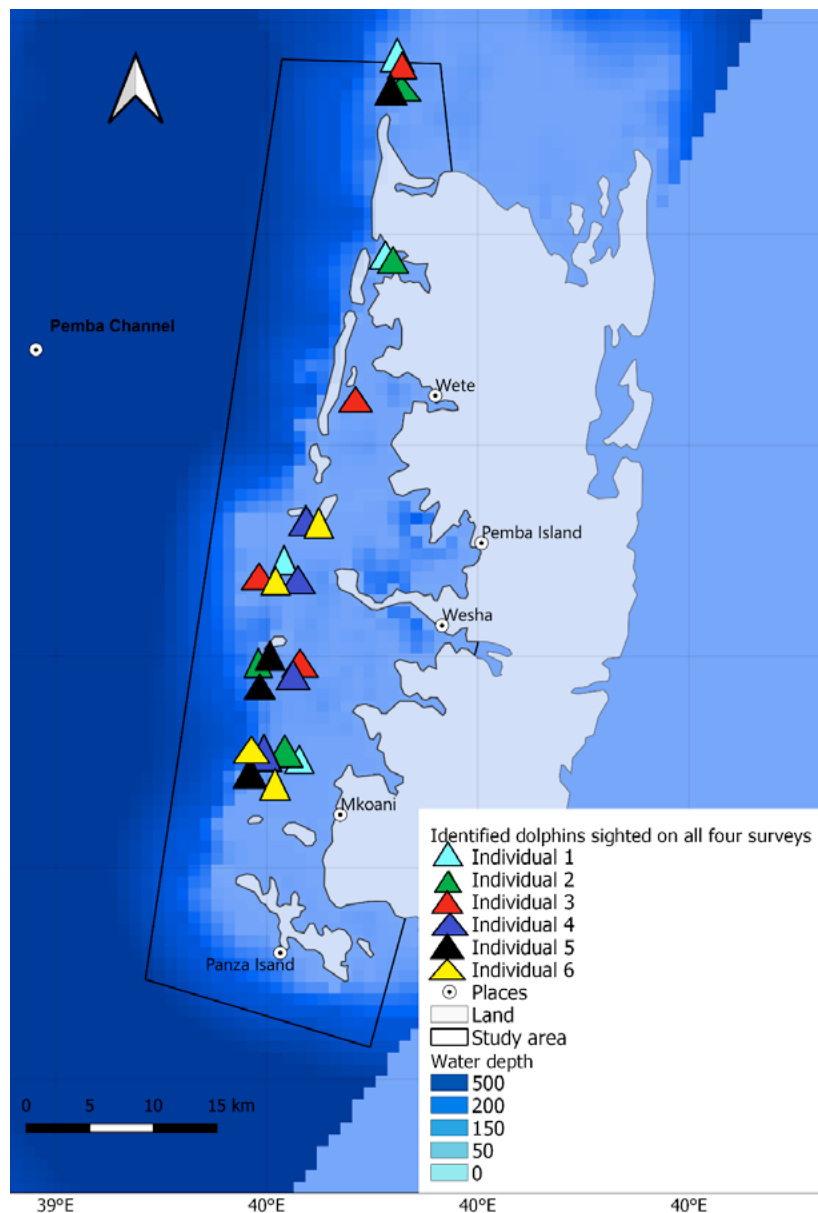 Pemba Channel
Wete
Pemba Island
Wesha
Mkoani
Panza Isand
Identified dolphins sighted on all four surveys
Individual 1
Individual 2
Individual 3
Individual 4
Individual 5
Individual 6
Places
Land
Study area
Water depth
500
200
150
50
0
0 5 10 15 km
39°E 40°E 40°E 40°E